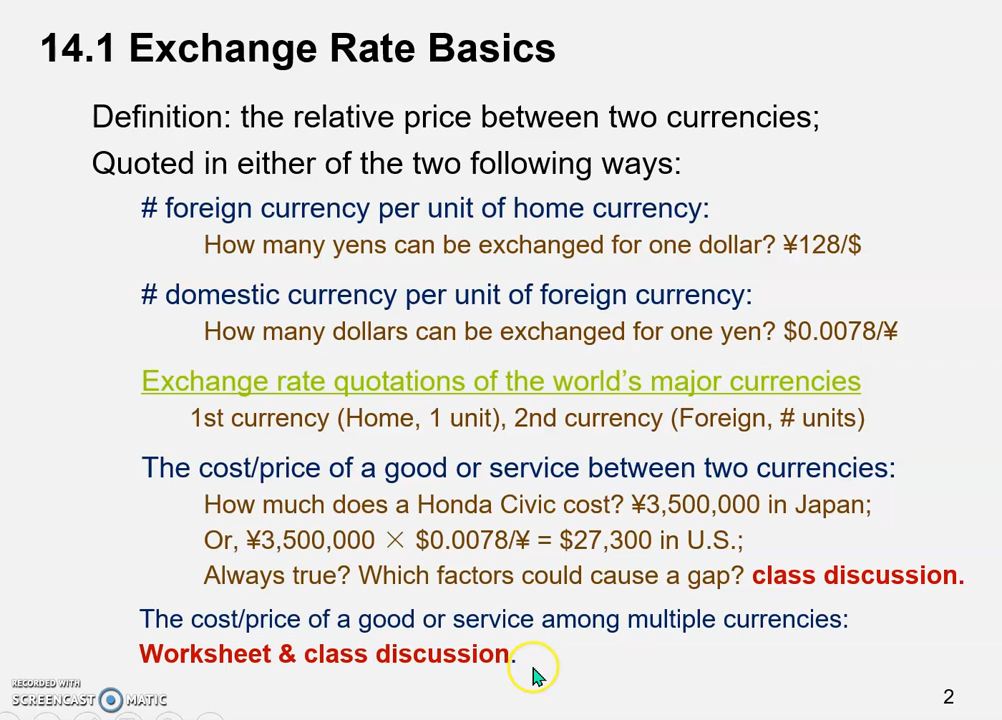 14.1 Exchange Rate Basics
Definition: the relative price between two currencies;
Quoted in either of the two following ways:
# foreign currency per unit of home currency:
How many yens can be exchanged for one dollar? ¥128/$
# domestic currency per unit of foreign currency:
How many dollars can be exchanged for one yen? $0.0078/¥
Exchange rate quotations of the world’s major currencies
1st currency (Home, 1 unit), 2nd currency (Foreign, # units)
The cost/price of a good or service between two currencies:
How much does a Honda Civic cost? ¥3,500,000 in Japan;
Or, ¥3,500,000 × $0.0078/¥ = $27,300 in U.S.;
Always true? Which factors could cause a gap? class discussion.
The cost/price of a good or service among multiple currencies:
Worksheet & class discussion.
RECORDED WITH
SCREENCAST MATIC
2